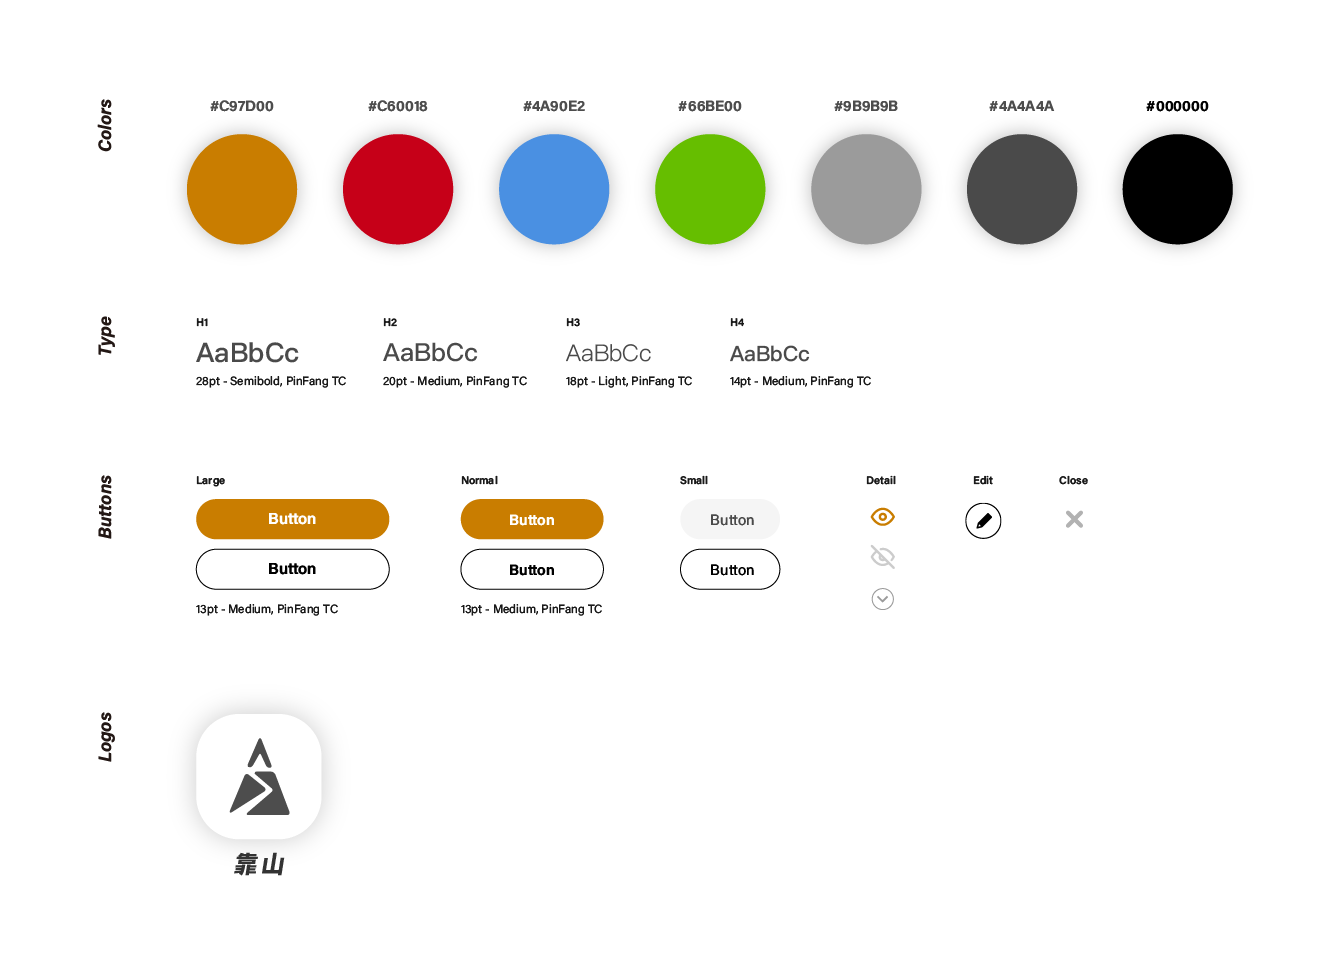 Colors
#C97D00
#C60018
#4A90E2
#66BE00
#9B9B9B
#4A4A4A
#000000
Type
H1
AaBbCc
28pt - Semibold, PinFang TC
H2
AaBbCc
20pt - Medium, PinFang TC
H3
AaBbCc
18pt - Light, PinFang TC
H4
AaBbCc
14pt - Medium, PinFang TC
Buttons
Large
Button
Button
13pt - Medium, PinFang TC
Normal
Button
Button
13pt - Medium, PinFang TC
Small
Button
Button
Detail
Edit
Close
Logos
靠山